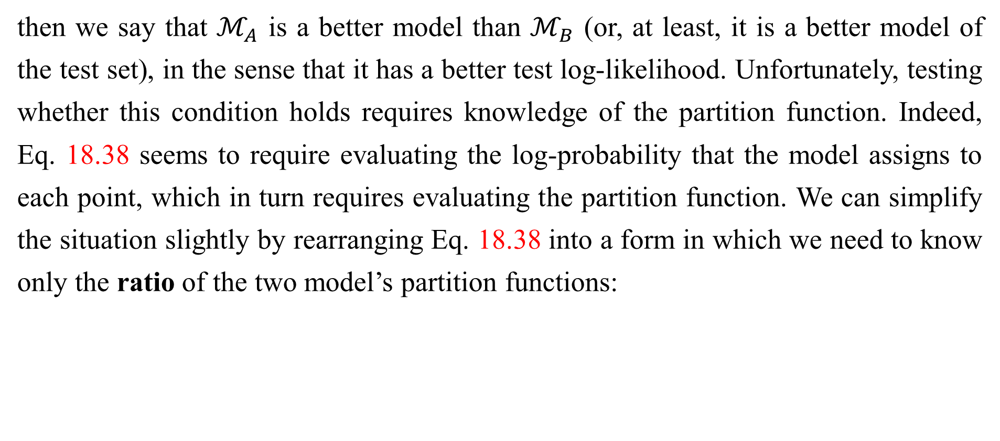 then we say that ℳ_A is a better model than ℳ_B (or, at least, it is a better model of
the test set), in the sense that it has a better test log-likelihood. Unfortunately, testing
whether this condition holds requires knowledge of the partition function. Indeed,
Eq. 18.38 seems to require evaluating the log-probability that the model assigns to
each point, which in turn requires evaluating the partition function. We can simplify
the situation slightly by rearranging Eq. 18.38 into a form in which we need to know
only the ratio of the two model’s partition functions: